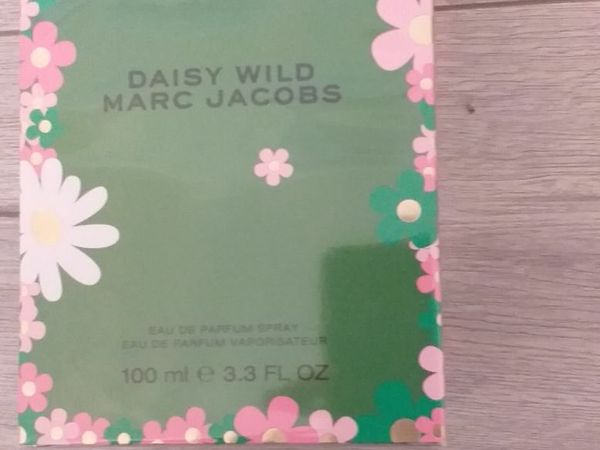 DAISY WILD
MARC JACOBS
EAU DE PARFUM SPRAY
EAU DE PARFUM VAPORISATEUR
100 ml ℮ 3.3 FL OZ